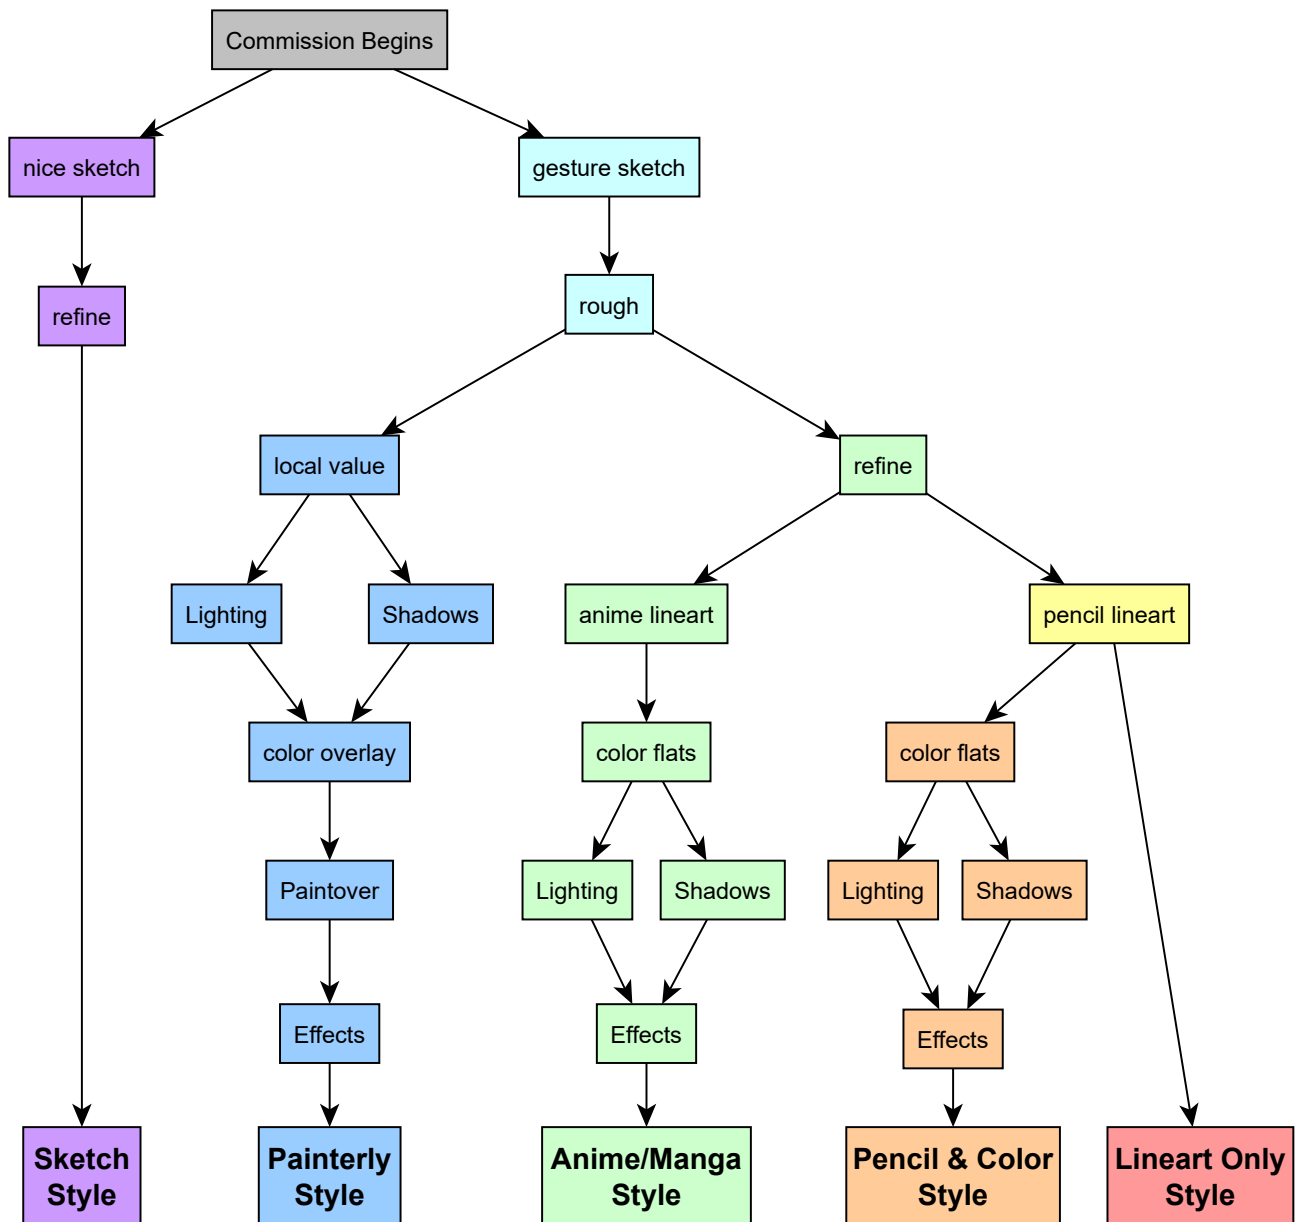 Commission Begins
nice sketch
gesture sketch
rough
refine
local value
refine
Lighting
Shadows
anime lineart
pencil lineart
color overlay
color flats
color flats
Paintover
Lighting
Shadows
Lighting
Shadows
Effects
Effects
Effects
Sketch
Style
Painterly
Style
Anime/Manga
Style
Pencil & Color
Style
Lineart Only
Style